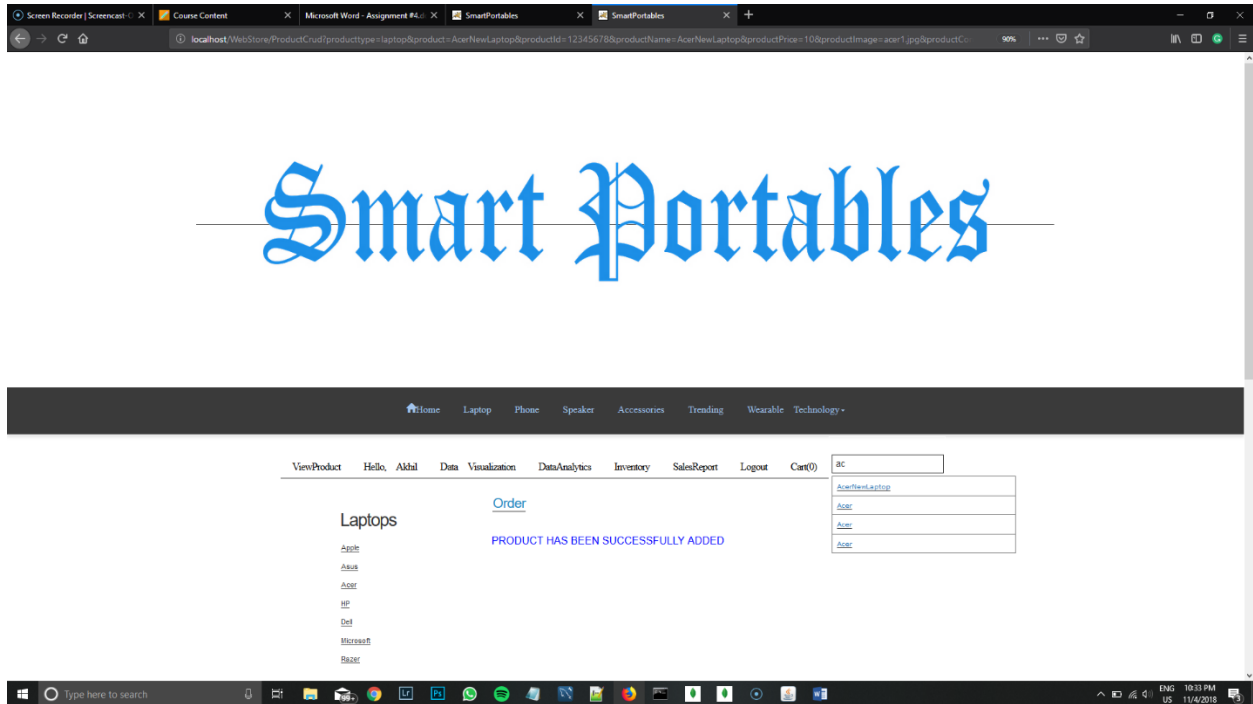 Screen Recorder | Screencast-O
Course Content
Microsoft Word - Assignment #4.d
SmartPortables
SmartPortables
localhost/WebStore/ProductCrud?producttype=laptop&product=AcerNewLaptop&productId=12345678&productName=AcerNewLaptop&productPrice=10&productImage=acer1.jpg&productCo
90%
Smart Portables
Home Laptop Phone Speaker Accessories Trending Wearable Technology
ViewProduct Hello, Akhil Data Visualization DataAnalytics Inventory SalesReport Logout Cart(0)
ac
AcerNewLaptop
Acer
Acer
Acer
Order
PRODUCT HAS BEEN SUCCESSFULLY ADDED
Laptops
Apple
Asus
Acer
HP
Dell
Microsoft
Razer
Type here to search
99+
Lr
Ps
ENG
US
10:33 PM
11/4/2018